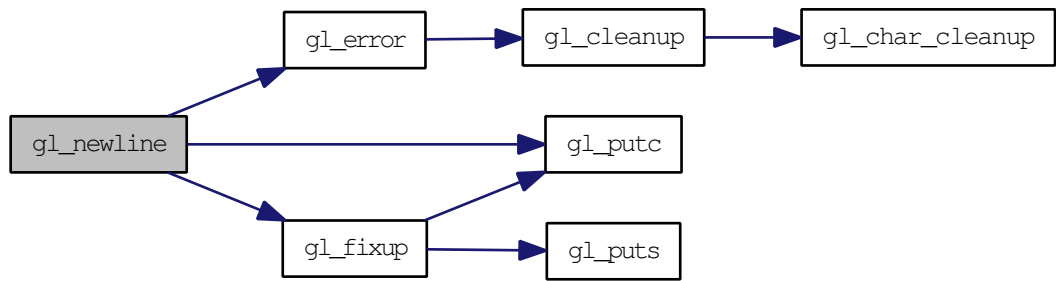 gl_error
gl_cleanup
gl_char_cleanup
gl_newline
gl_putc
gl_fixup
gl_puts